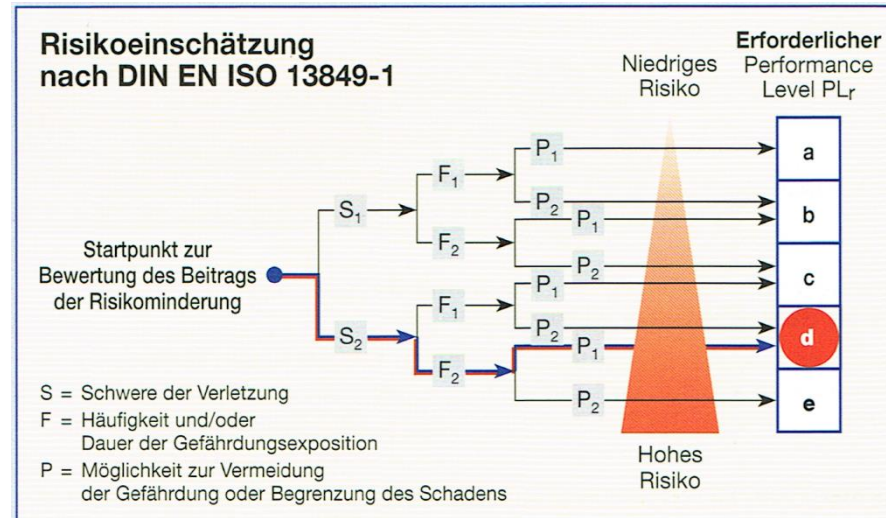 Risikoeinschätzung
nach DIN EN ISO 13849-1
Niedriges
Risiko
Erforderlicher
Performance
Level PLr
P1
a
F1
P2
b
S1
P1
F2
Startpunkt zur
Bewertung des Beitrags
der Risikominderung
P2
c
P1
F1
P2
d
S2
P1
F2
P2
e
S = Schwere der Verletzung
F = Häufigkeit und/oder
Dauer der Gefährdungsexposition
P = Möglichkeit zur Vermeidung
der Gefährdung oder Begrenzung des Schadens
Hohes
Risiko